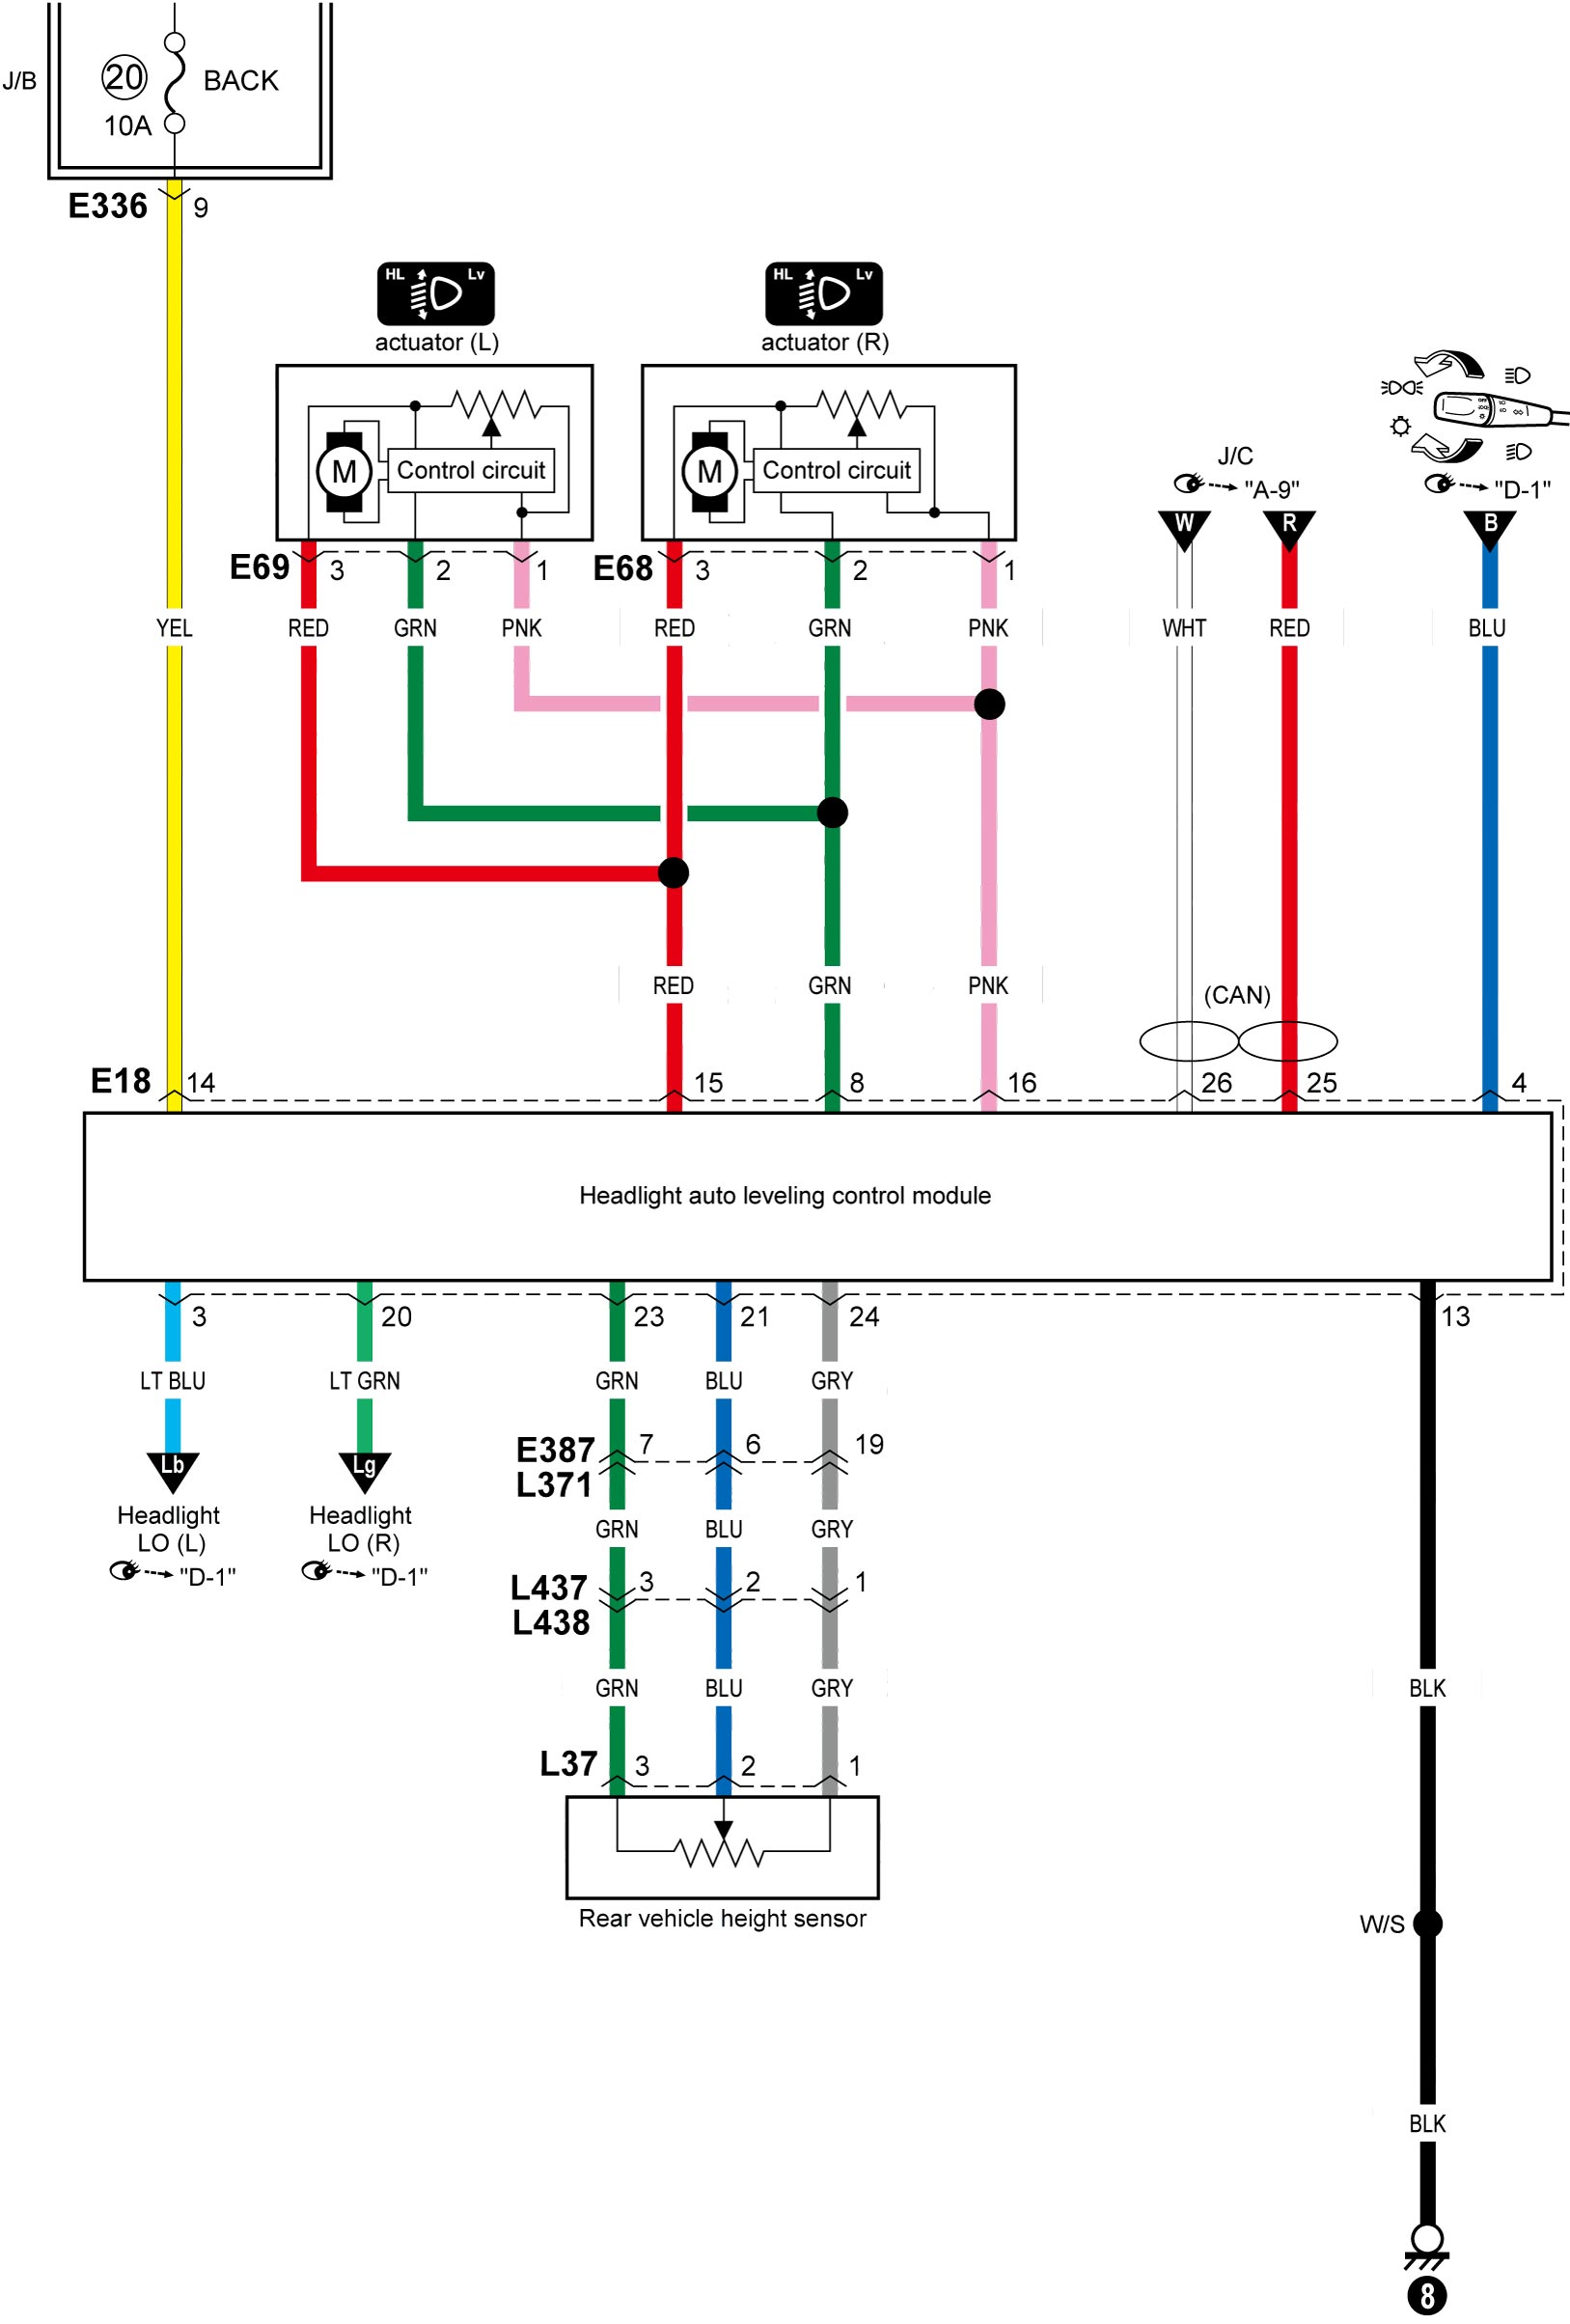 J/B 20 BACK
10A
E336 9
HL Lv HL Lv
actuator (L) actuator (R)
M Control circuit M Control circuit
J/C
"A-9" "D-1"
W R B
E69 3 2 1 E68 3 2 1
YEL RED GRN PNK RED GRN PNK WHT RED BLU
RED GRN PNK (CAN)
E18 14 15 8 16 26 25 4
Headlight auto leveling control module
3 20 23 21 24 13
LT BLU LT GRN GRN BLU GRY
E387 7 6 19
L371
Lb Lg
Headlight Headlight
LO (L) LO (R)
"D-1" "D-1"
GRN BLU GRY
L437 3 2 1
L438
GRN BLU GRY BLK
L37 3 2 1
Rear vehicle height sensor
W/S
BLK
8